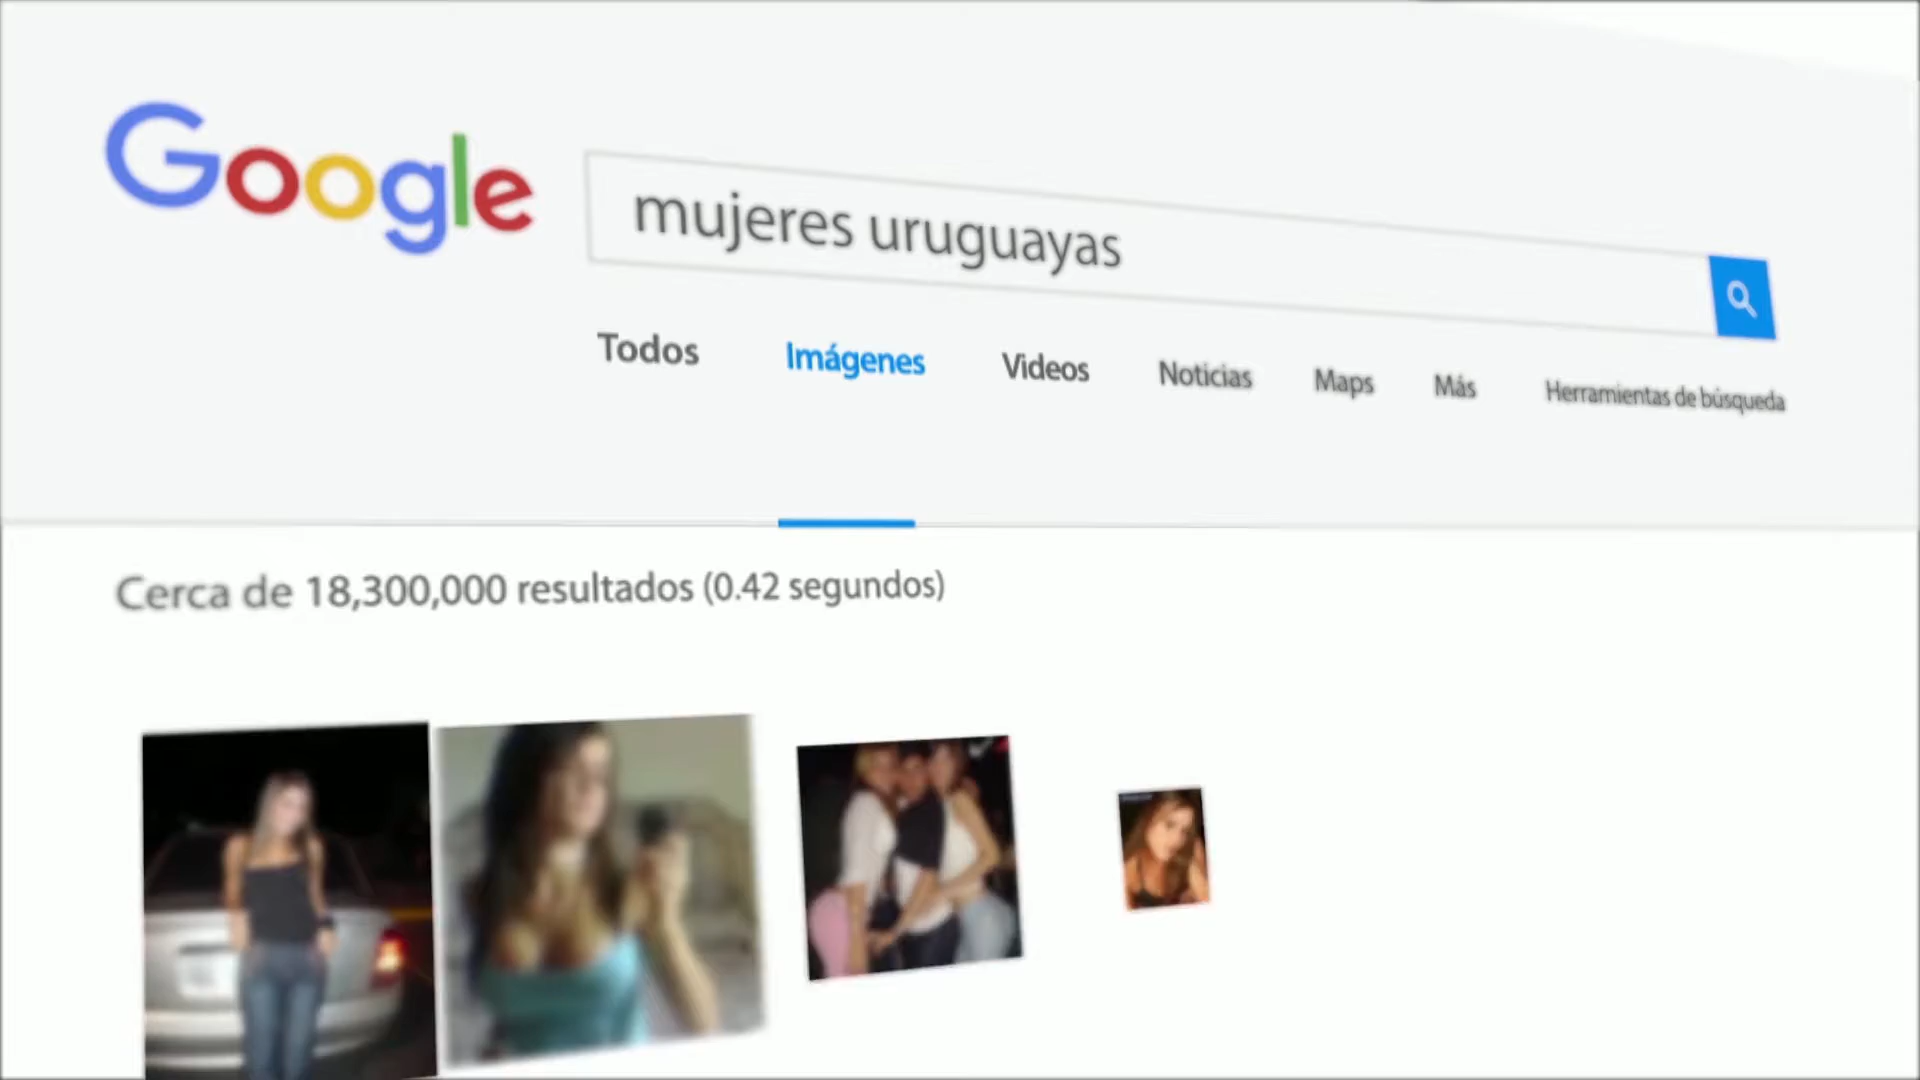 Google
mujeres uruguayas
Todos Imágenes Videos Noticias Maps Más Herramientas de búsqueda
Cerca de 18,300,000 resultados (0.42 segundos)